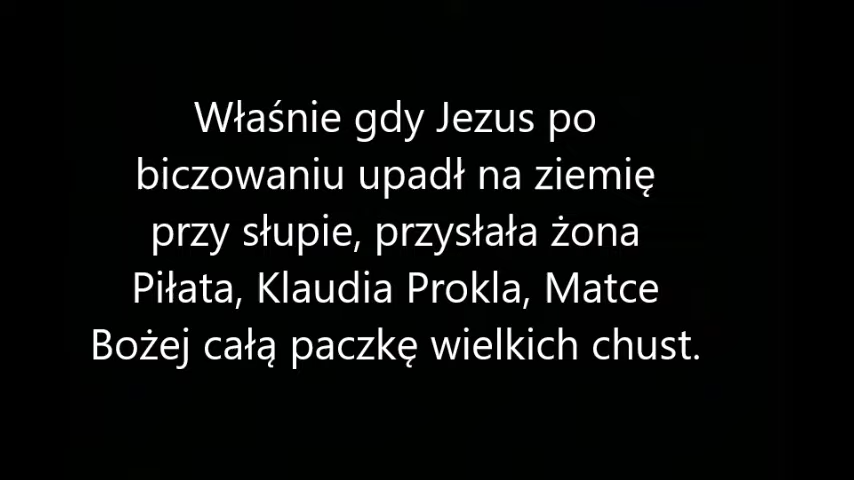 Właśnie gdy Jezus po
biczowaniu upadł na ziemię
przy słupie, przysłała żona
Piłata, Klaudia Prokla, Matce
Bożej całą paczkę wielkich chust.